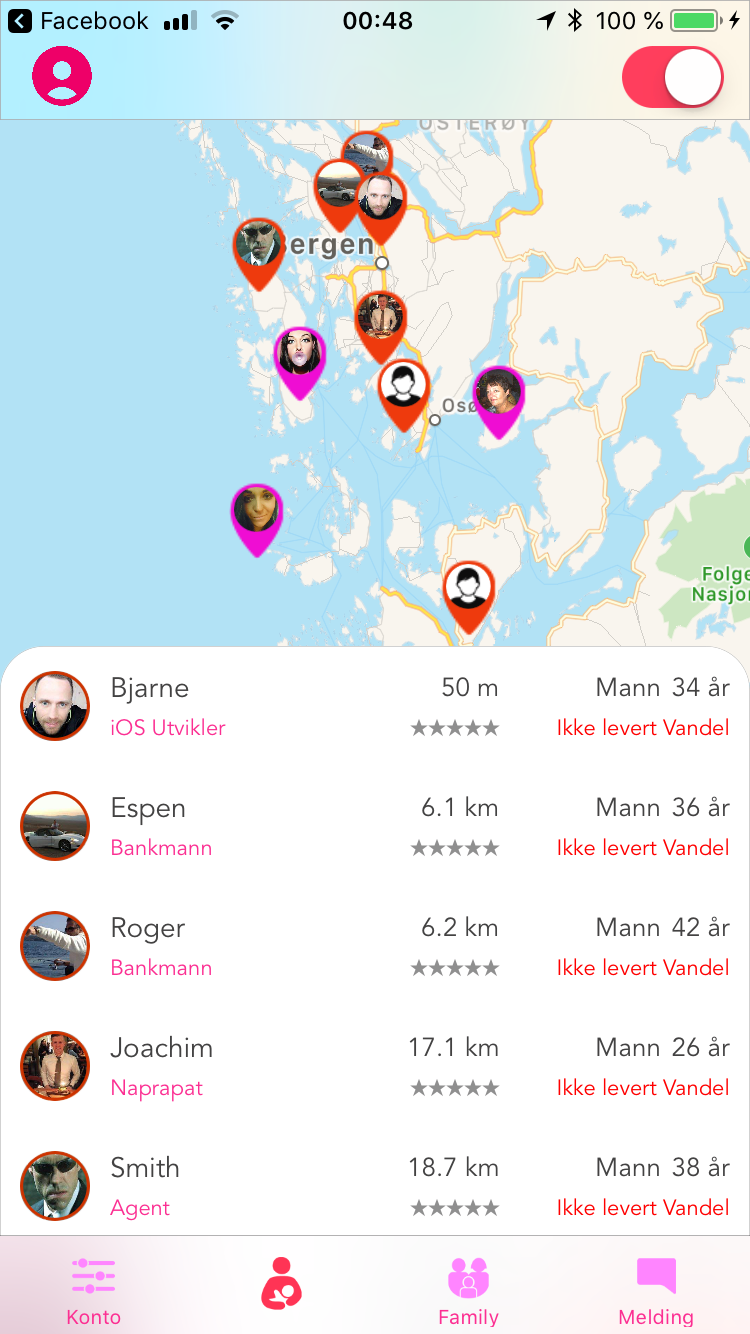 Facebook 00:48 100 %
OSTERØY
Bergen
Osø
Folge
Nasjon
Bjarne 50 m Mann 34 år
iOS Utvikler ★★★★★ Ikke levert Vandel
Espen 6.1 km Mann 36 år
Bankmann ★★★★★ Ikke levert Vandel
Roger 6.2 km Mann 42 år
Bankmann ★★★★★ Ikke levert Vandel
Joachim 17.1 km Mann 26 år
Naprapat ★★★★★ Ikke levert Vandel
Smith 18.7 km Mann 38 år
Agent ★★★★★ Ikke levert Vandel
Konto Family Melding